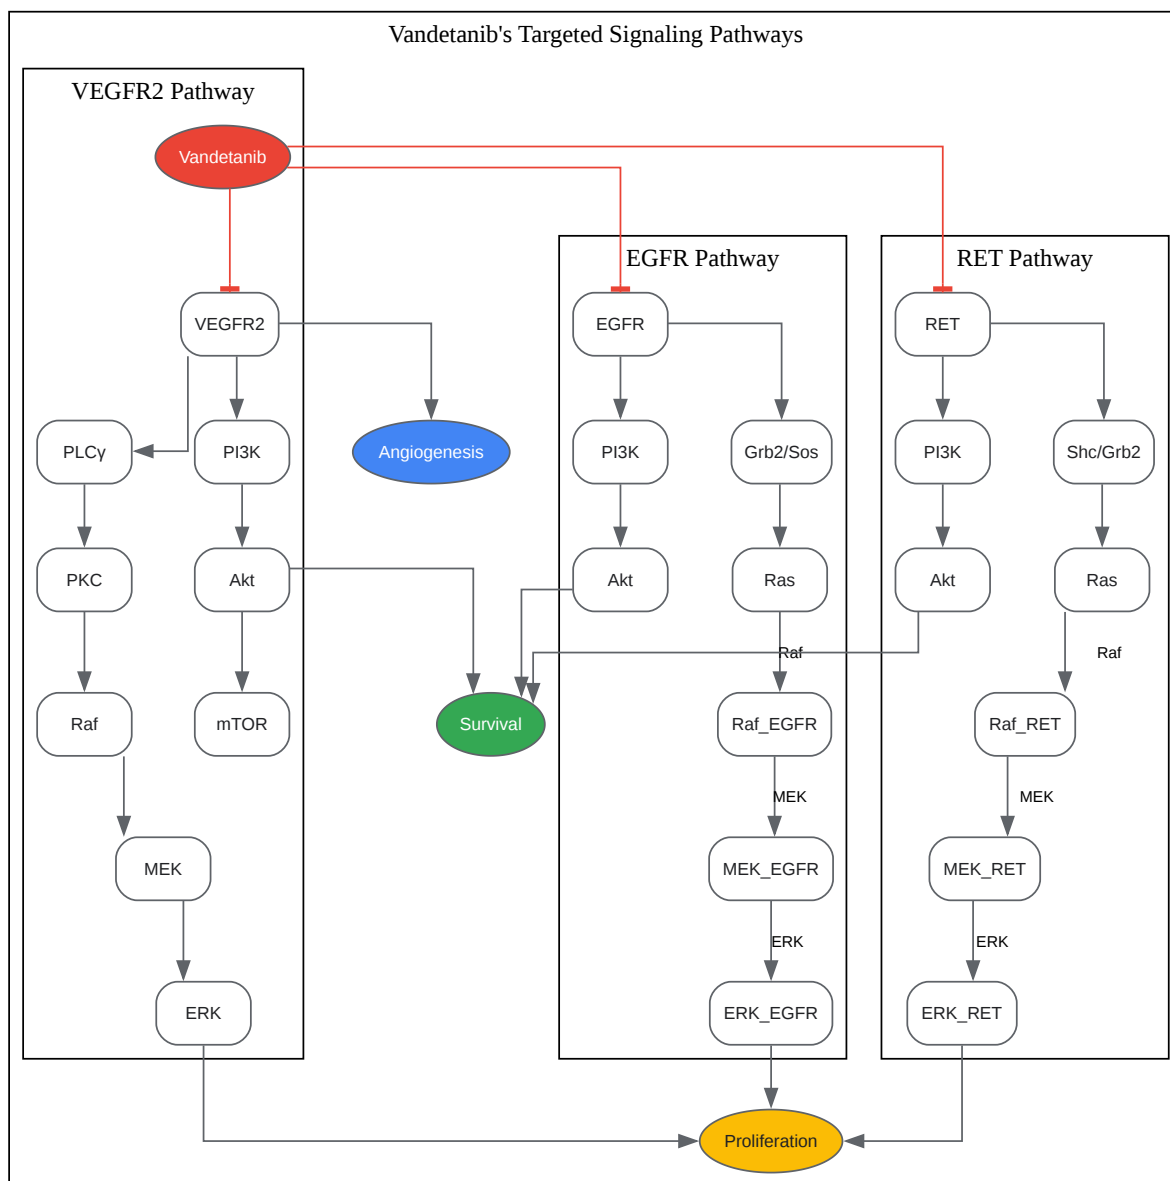 Vandetanib's Targeted Signaling Pathways
VEGFR2 Pathway
Vandetanib
EGFR Pathway
RET Pathway
VEGFR2
EGFR
RET
PLCγ
PI3K
Angiogenesis
PI3K
Grb2/Sos
PI3K
Shc/Grb2
PKC
Akt
Akt
Ras
Akt
Ras
Raf
Raf
Raf
mTOR
Survival
Raf_EGFR
Raf_RET
MEK
MEK
MEK
MEK_EGFR
MEK_RET
ERK
ERK
ERK
ERK_EGFR
ERK_RET
Proliferation